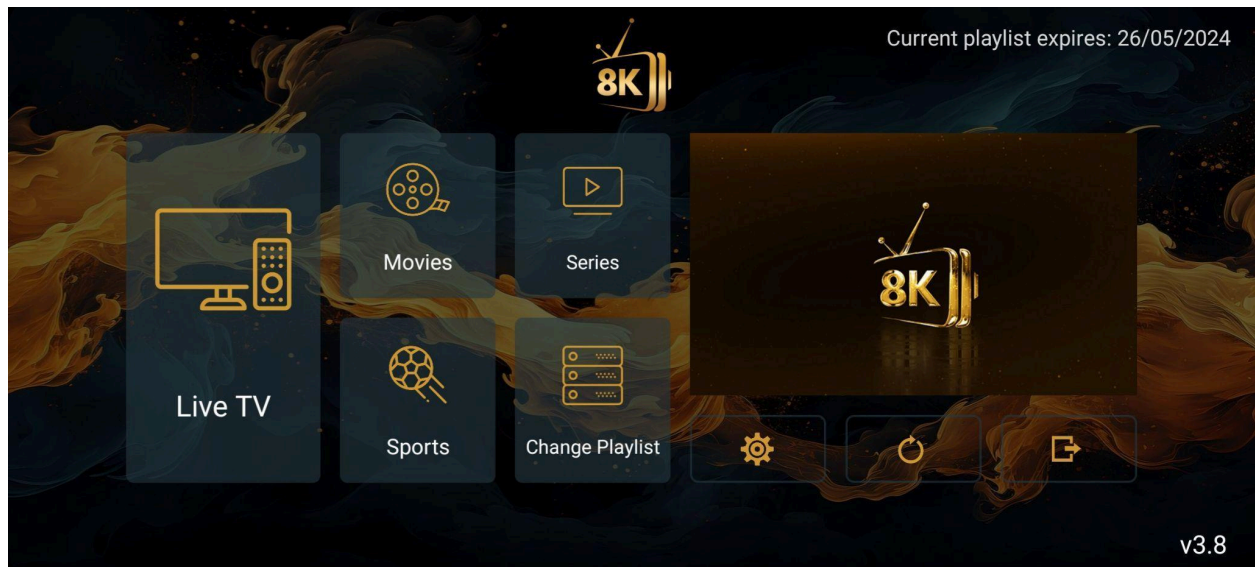 Current playlist expires: 26/05/2024
8K
Live TV
Movies
Series
Sports
Change Playlist
8K
v3.8